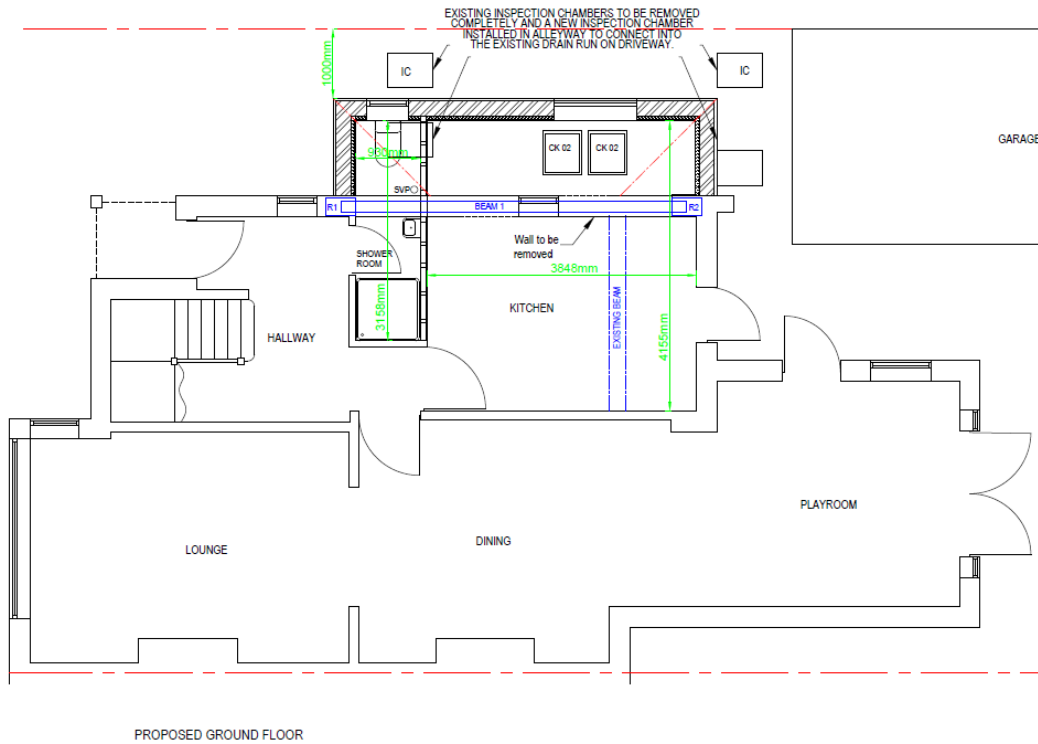 EXISTING INSPECTION CHAMBERS TO BE REMOVED
COMPLETELY AND A NEW INSPECTION CHAMBER
INSTALLED IN ALLEYWAY TO CONNECT INTO
THE EXISTING DRAIN RUN ON DRIVEWAY.
IC
IC
1000mm
GARAGE
CK 02
CK 02
930mm
SVP
R1
BEAM 1
R2
Wall to be
removed
SHOWER
ROOM
3848mm
3158mm
KITCHEN
EXISTING BEAM
4155mm
HALLWAY
PLAYROOM
LOUNGE
DINING
PROPOSED GROUND FLOOR